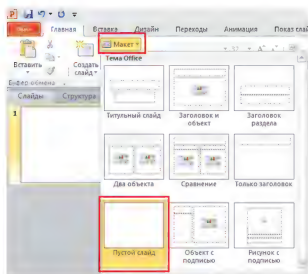 Главная Вставка Дизайн Переходы Анимация Показ слай
Вставить
Создать слайд
Макет
Буфер обмена
Слайды Структура
1
Тема Office
Титульный слайд
Заголовок и объект
Заголовок раздела
Два объекта
Сравнение
Только заголовок
Пустой слайд
Объект с подписью
Рисунок с подписью